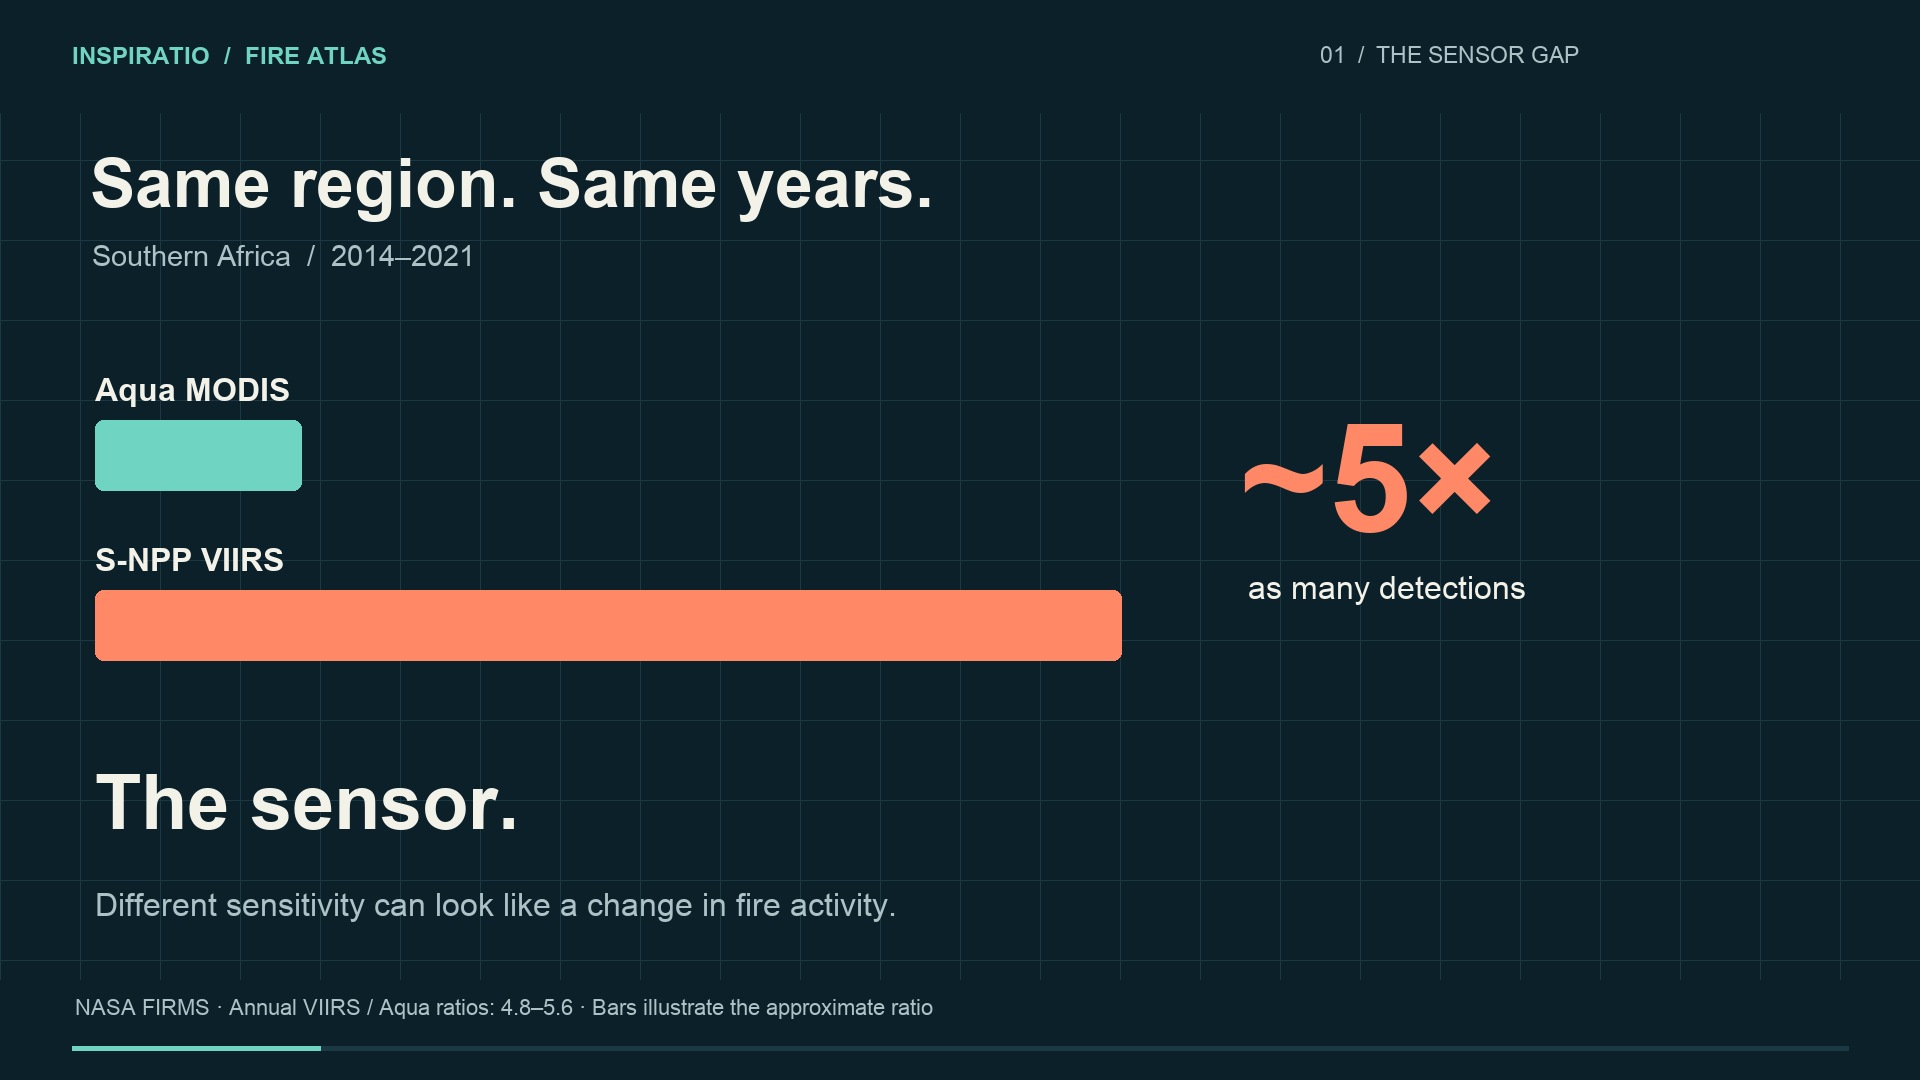 INSPIRATIO / FIRE ATLAS
01 / THE SENSOR GAP
Same region. Same years.
Southern Africa / 2014–2021
Aqua MODIS
S-NPP VIIRS
~5×
as many detections
The sensor.
Different sensitivity can look like a change in fire activity.
NASA FIRMS · Annual VIIRS / Aqua ratios: 4.8–5.6 · Bars illustrate the approximate ratio